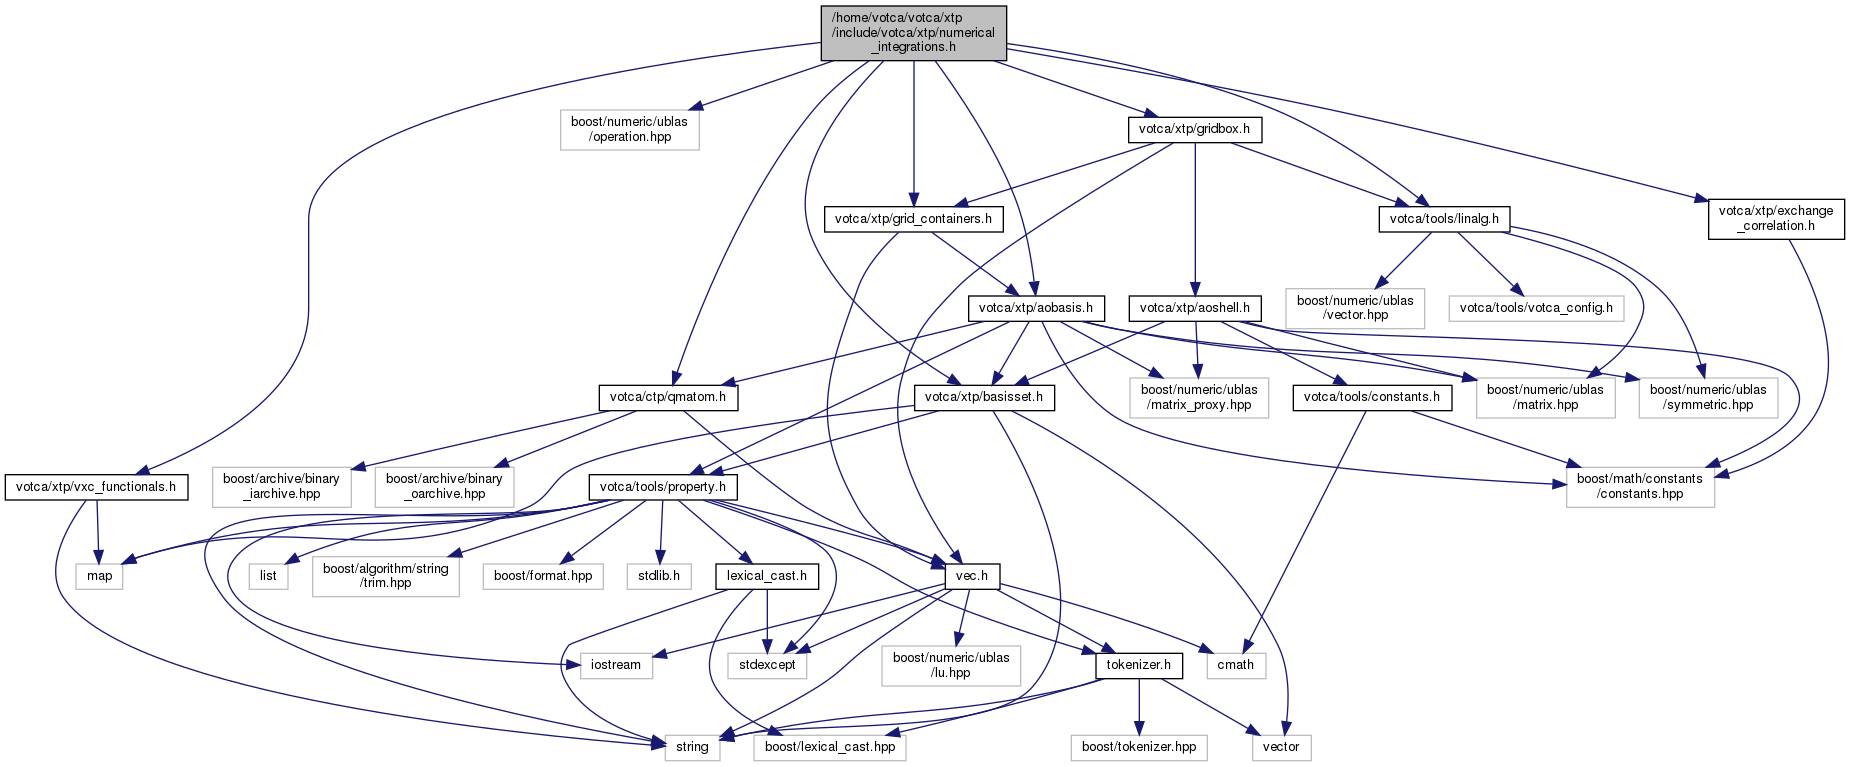 /home/votca/votca/xtp
/include/votca/xtp/numerical
_integrations.h
boost/numeric/ublas
/operation.hpp
votca/xtp/gridbox.h
votca/xtp/grid_containers.h
votca/tools/linalg.h
votca/xtp/exchange
_correlation.h
votca/xtp/aobasis.h
votca/xtp/aoshell.h
boost/numeric/ublas
/vector.hpp
votca/tools/votca_config.h
votca/ctp/qmatom.h
votca/xtp/basisset.h
boost/numeric/ublas
/matrix_proxy.hpp
votca/tools/constants.h
boost/numeric/ublas
/matrix.hpp
boost/numeric/ublas
/symmetric.hpp
votca/xtp/vxc_functionals.h
boost/archive/binary
_iarchive.hpp
boost/archive/binary
_oarchive.hpp
votca/tools/property.h
boost/math/constants
/constants.hpp
map
list
boost/algorithm/string
/trim.hpp
boost/format.hpp
stdlib.h
lexical_cast.h
vec.h
iostream
stdexcept
boost/numeric/ublas
/lu.hpp
tokenizer.h
cmath
string
boost/lexical_cast.hpp
boost/tokenizer.hpp
vector